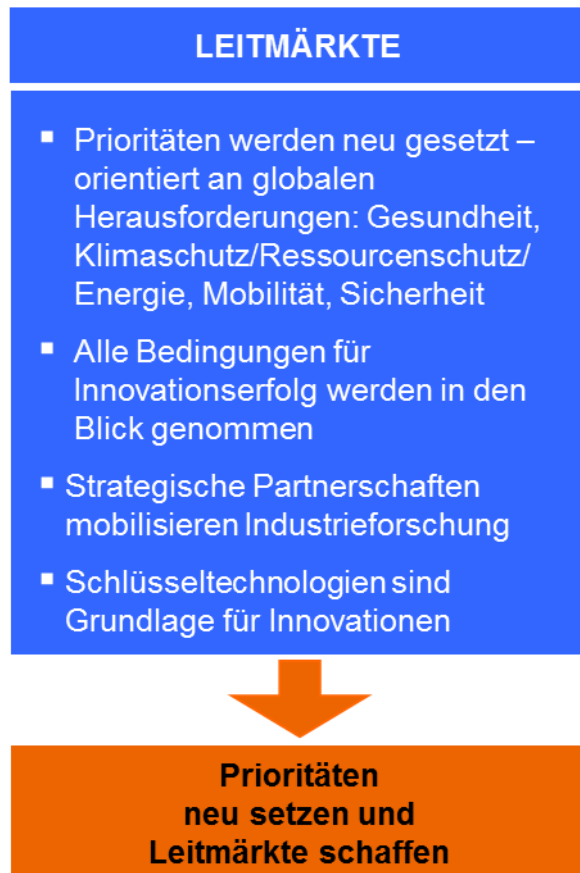 LEITMÄRKTE
▪ Prioritäten werden neu gesetzt –
orientiert an globalen
Herausforderungen: Gesundheit,
Klimaschutz/Ressourcenschutz/
Energie, Mobilität, Sicherheit
▪ Alle Bedingungen für
Innovationserfolg werden in den
Blick genommen
▪ Strategische Partnerschaften
mobilisieren Industrieforschung
▪ Schlüsseltechnologien sind
Grundlage für Innovationen
Prioritäten
neu setzen und
Leitmärkte schaffen